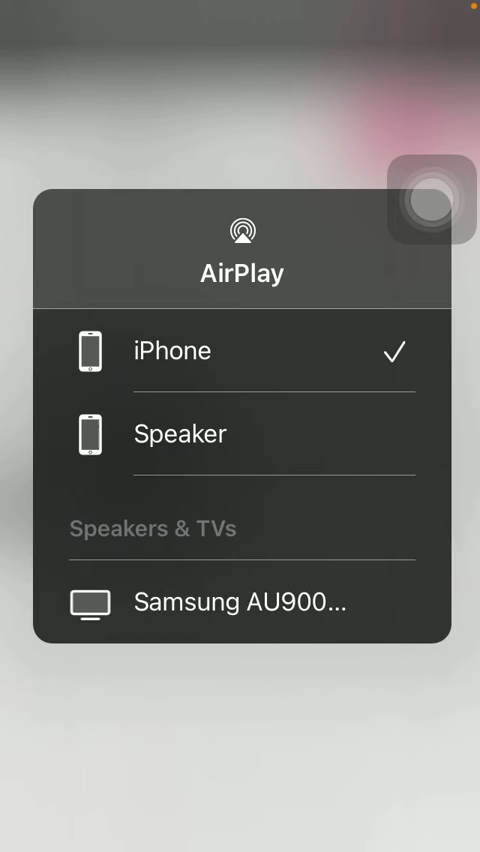 AirPlay
iPhone
Speaker
Speakers & TVs
Samsung AU900...